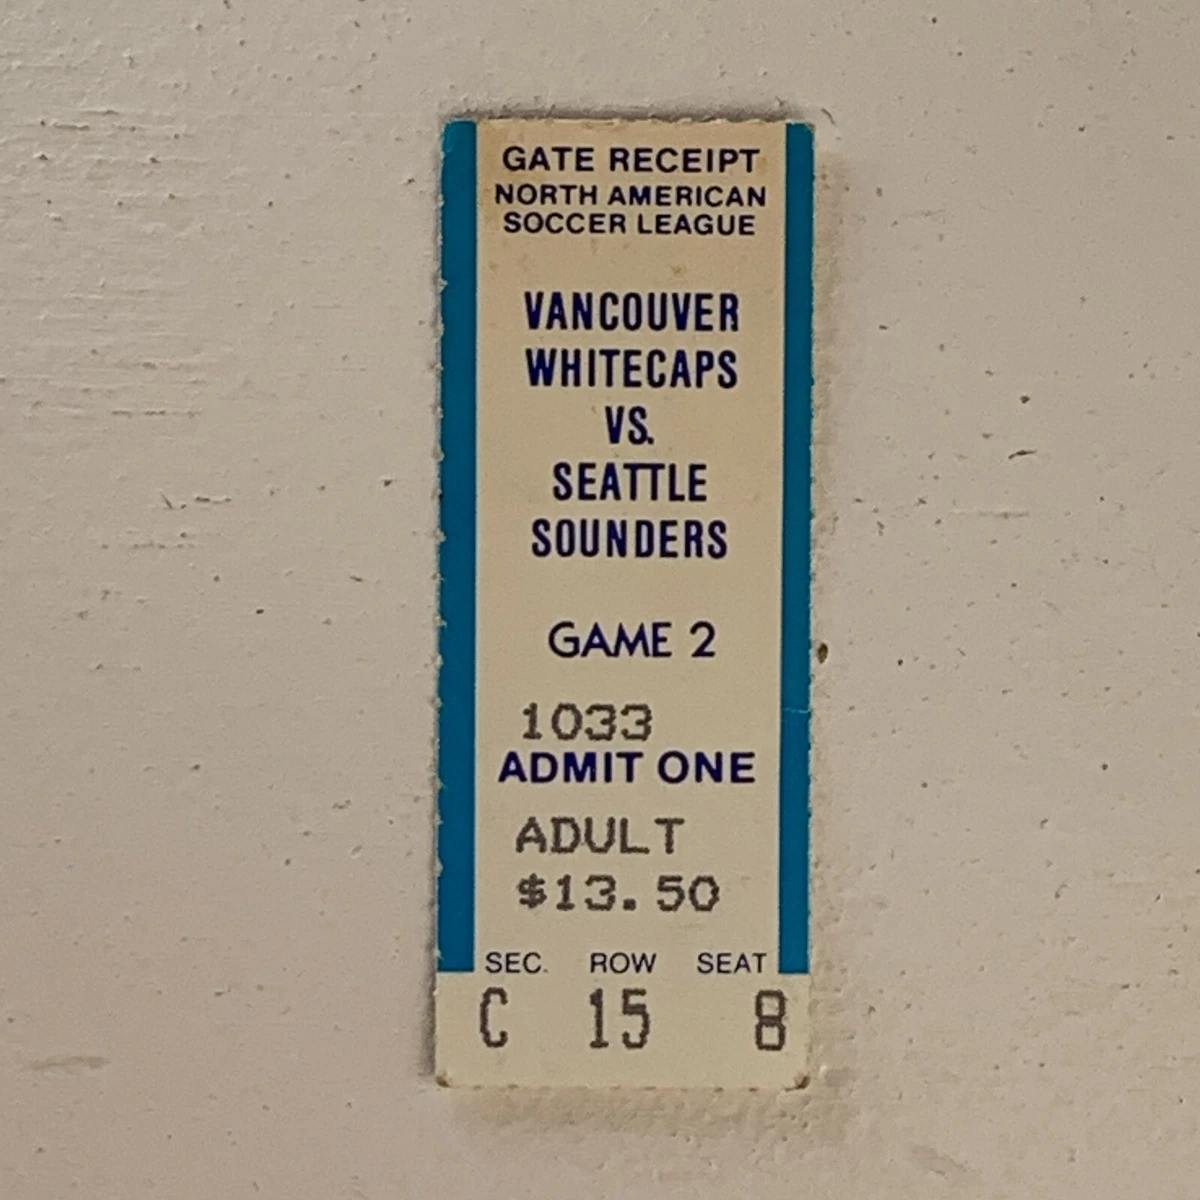 GATE RECEIPT
NORTH AMERICAN
SOCCER LEAGUE
VANCOUVER
WHITECAPS
VS.
SEATTLE
SOUNDERS
GAME 2
1033
ADMIT ONE
ADULT
$13.50
SEC. ROW SEAT
C 15 8